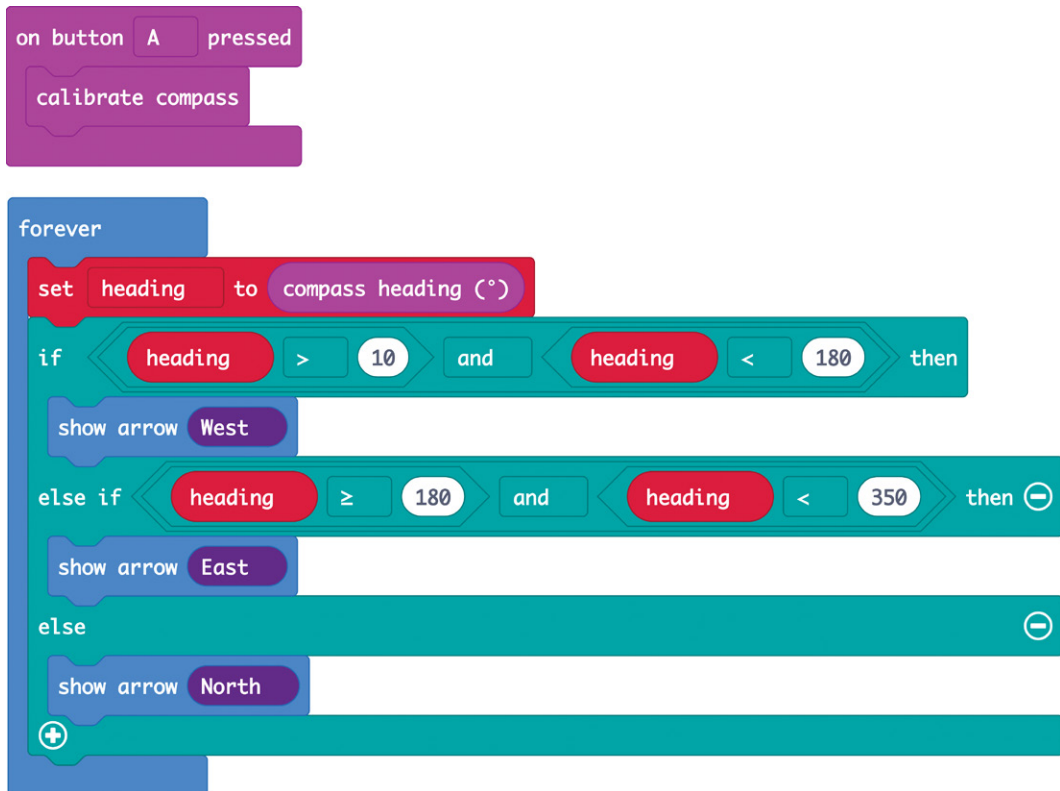 on button A pressed
calibrate compass
forever
set heading to compass heading (°)
if heading > 10 and heading < 180 then
show arrow West
else if heading ≥ 180 and heading < 350 then
show arrow East
else
show arrow North